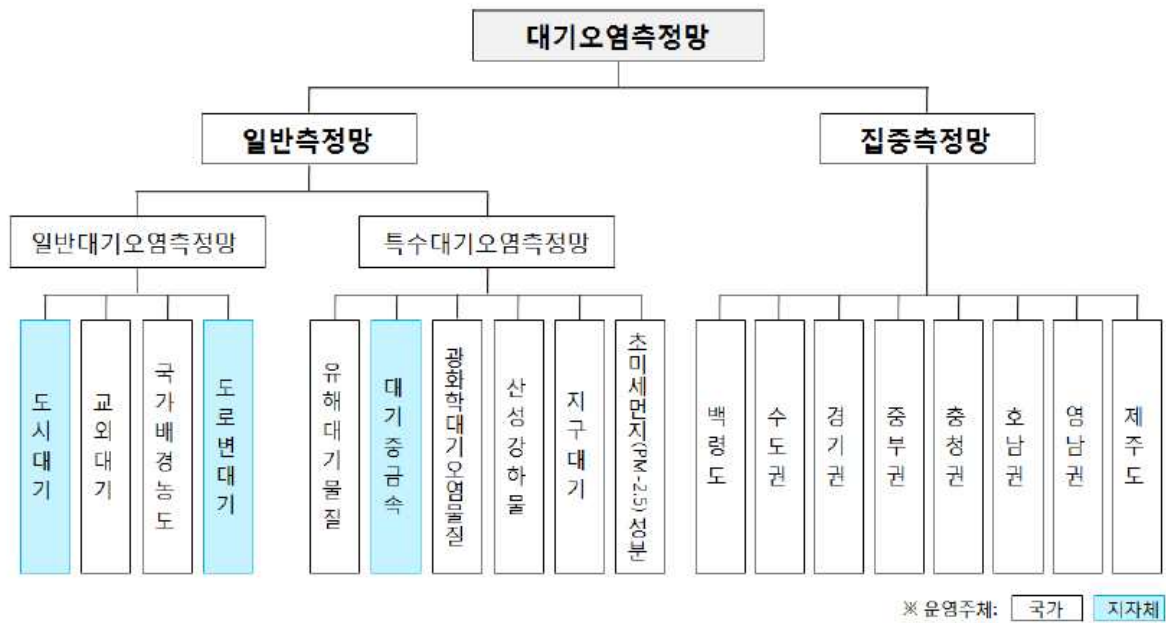 대기오염측정망
일반측정망
집중측정망
일반대기오염측정망
특수대기오염측정망
도시대기
교외대기
국가배경농도
도로변대기
유해대기물질
대기중금속
광화학대기오염물질
산성강하물
지구대기
초미세먼지(PM-2.5)성분
백령도
수도권
경기권
중부권
충청권
호남권
영남권
제주도
※ 운영주체: 국가 지자체